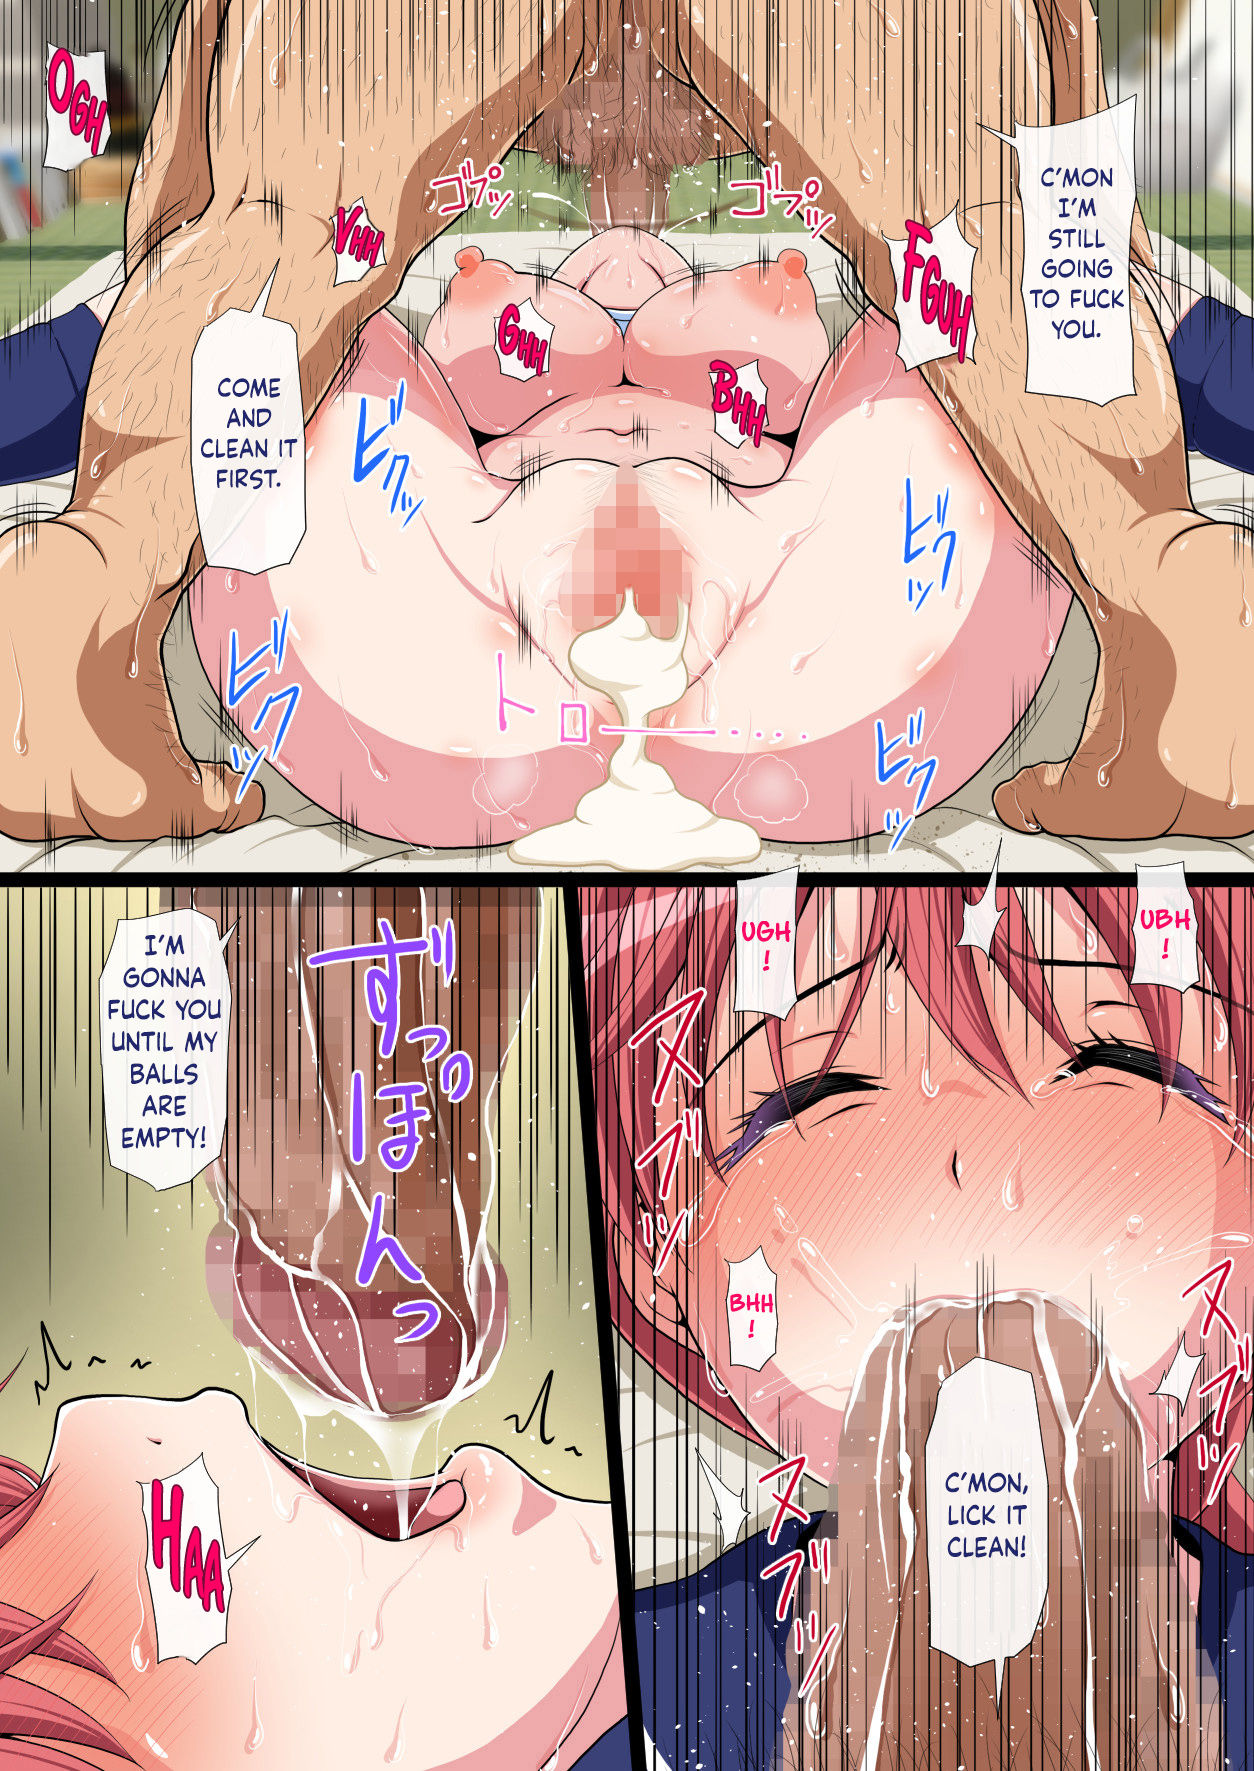 OGH
C'MON
I'M
STILL
GOING
TO FUCK
YOU.
ゴプッ
ゴプッ
VHH
FGUH
GHH
BHH
COME
AND
CLEAN IT
FIRST.
ビクッ
ビクッ
ビクッ
ビクッ
トロー....
I'M
GONNA
FUCK YOU
UNTIL MY
BALLS
ARE
EMPTY!
ずっぽんっ
HAA
UGH
!
UBH
!
ヌブッ
BHH
!
ヌブッ
ヌブッ
C'MON,
LICK IT
CLEAN!